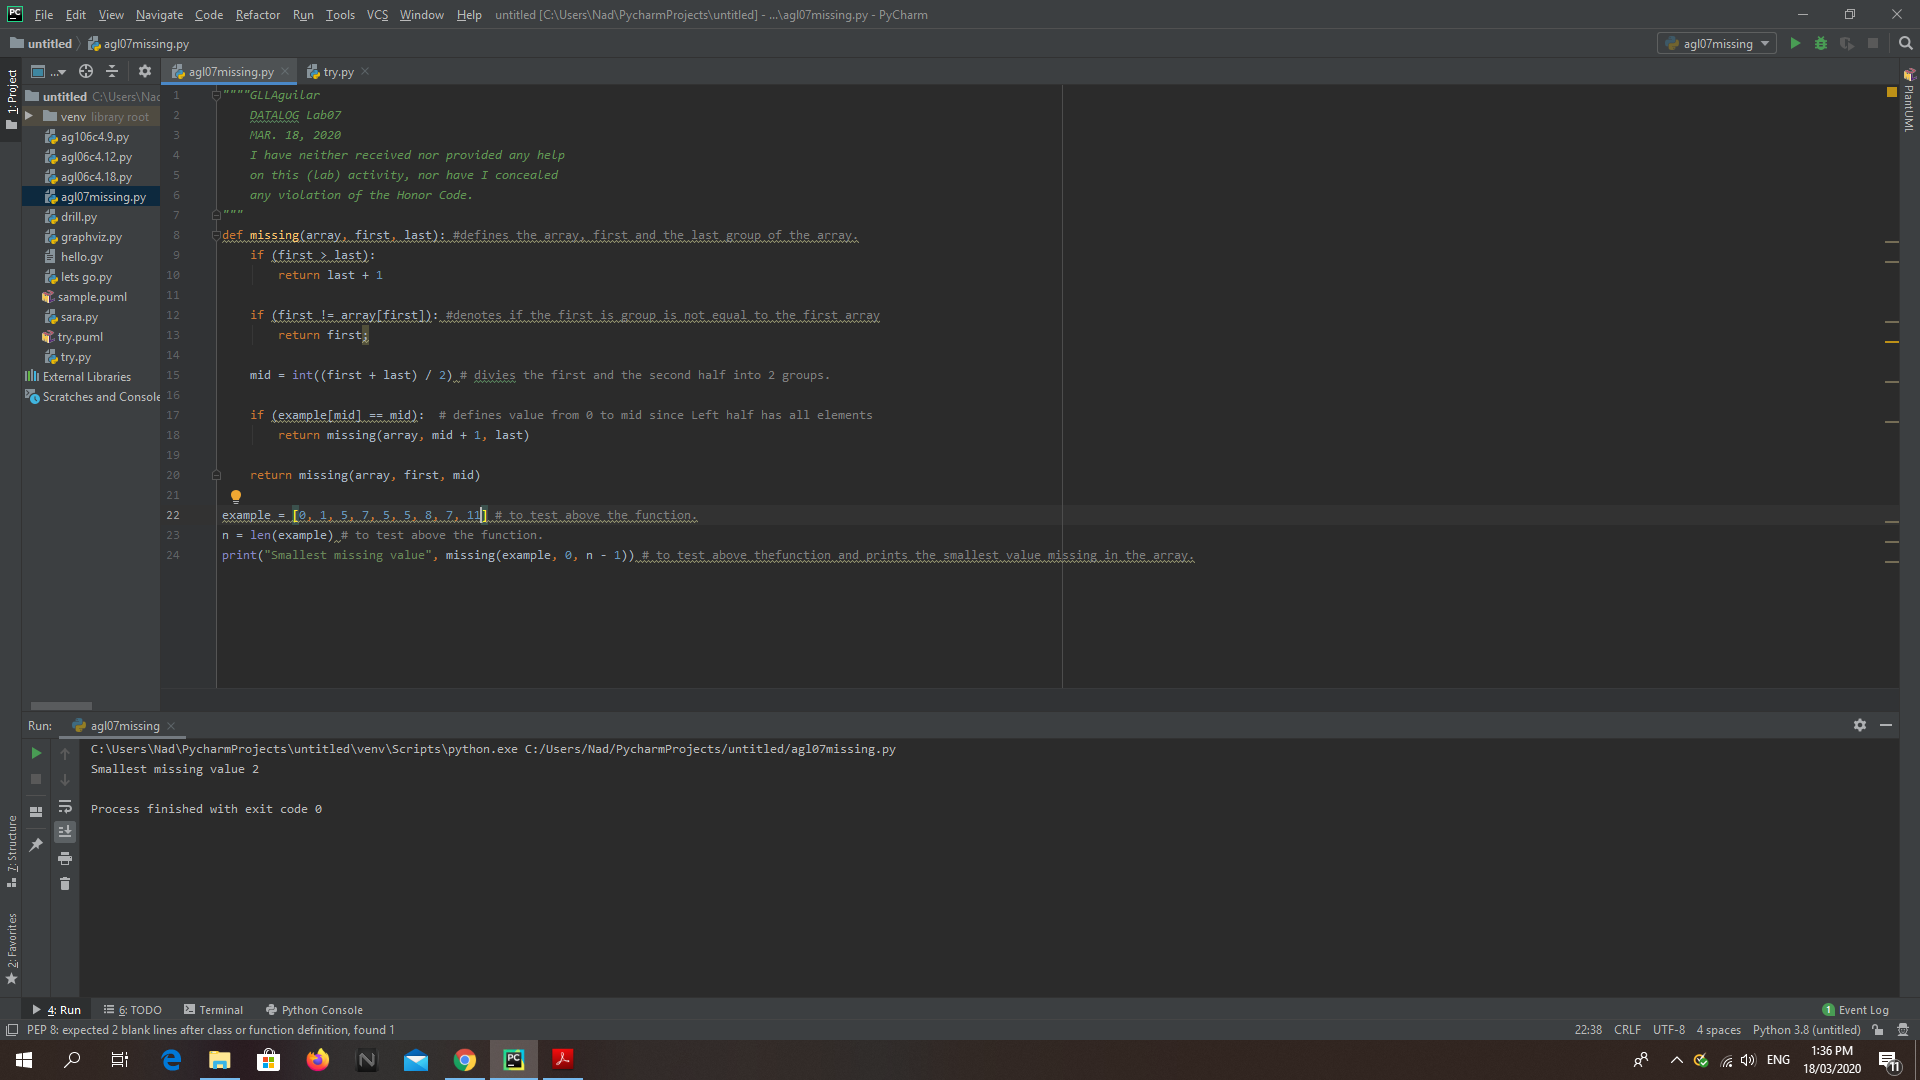 PC File Edit View Navigate Code Refactor Run Tools VCS Window Help untitled [C:\Users\Nad\PycharmProjects\untitled] - ...\agl07missing.py - PyCharm
untitled agl07missing.py agl07missing
... agl07missing.py try.py
1: Project
untitled C:\Users\Nad
venv library root
ag106c4.9.py
agl06c4.12.py
agl06c4.18.py
agl07missing.py
drill.py
graphviz.py
hello.gv
lets go.py
sample.puml
sara.py
try.puml
try.py
External Libraries
Scratches and Console
1 """"GLLAguilar
2 DATALOG Lab07
3 MAR. 18, 2020
4 I have neither received nor provided any help
5 on this (lab) activity, nor have I concealed
6 any violation of the Honor Code.
7 """
8 def missing(array, first, last): #defines the array, first and the last group of the array.
9 if (first > last):
10 return last + 1
11
12 if (first != array[first]): #denotes if the first is group is not equal to the first array
13 return first;
14
15 mid = int((first + last) / 2) # divies the first and the second half into 2 groups.
16
17 if (example[mid] == mid): # defines value from 0 to mid since Left half has all elements
18 return missing(array, mid + 1, last)
19
20 return missing(array, first, mid)
21
22 example = [0, 1, 5, 7, 5, 5, 8, 7, 11] # to test above the function.
23 n = len(example) # to test above the function.
24 print("Smallest missing value", missing(example, 0, n - 1)) # to test above thefunction and prints the smallest value missing in the array.
PlantUML
Run: agl07missing
C:\Users\Nad\PycharmProjects\untitled\venv\Scripts\python.exe C:/Users/Nad/PycharmProjects/untitled/agl07missing.py
Smallest missing value 2
Process finished with exit code 0
7: Structure
2: Favorites
4: Run 6: TODO Terminal Python Console 1 Event Log
PEP 8: expected 2 blank lines after class or function definition, found 1 22:38 CRLF UTF-8 4 spaces Python 3.8 (untitled)
N PC ENG 1:36 PM
18/03/2020 11